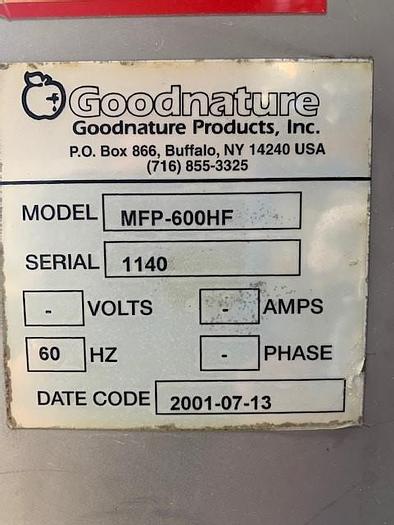 Goodnature
Goodnature Products, Inc.
P.O. Box 866, Buffalo, NY 14240 USA
(716) 855-3325
MODEL MFP-600HF
SERIAL 1140
- VOLTS - AMPS
60 HZ - PHASE
DATE CODE 2001-07-13